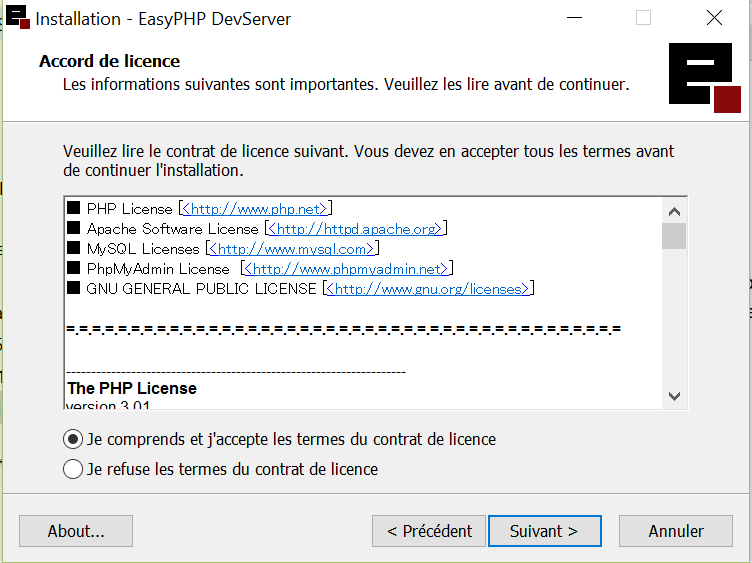 Installation - EasyPHP DevServer
Accord de licence
Les informations suivantes sont importantes. Veuillez les lire avant de continuer.
Veuillez lire le contrat de licence suivant. Vous devez en accepter tous les termes avant
de continuer l'installation.
■ PHP License [<http://www.php.net>]
■ Apache Software License [<http://httpd.apache.org>]
■ MySQL Licenses [<http://www.mysql.com>]
■ PhpMyAdmin License [<http://www.phpmyadmin.net>]
■ GNU GENERAL PUBLIC LICENSE [<http://www.gnu.org/licenses>]
=.=.=.=.=.=.=.=.=.=.=.=.=.=.=.=.=.=.=.=.=.=.=.=.=.=.=.=.=.=.=.=.=.=.=.=.=.=.=.=.=.=.=
--------------------------------------------------------------------
The PHP License
version 3.01
Je comprends et j'accepte les termes du contrat de licence
Je refuse les termes du contrat de licence
About...
< Précédent
Suivant >
Annuler